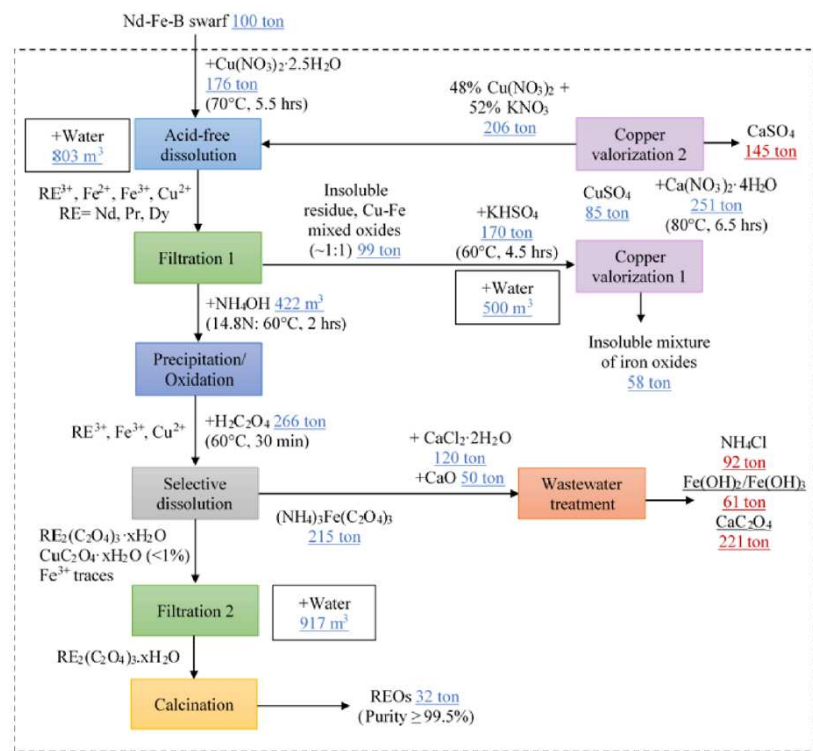 Nd-Fe-B swarf 100 ton
+Cu(NO₃)₂·2.5H₂O
176 ton
(70°C, 5.5 hrs)
48% Cu(NO₃)₂ +
52% KNO₃
206 ton
+Water
803 m³
Acid-free
dissolution
Copper
valorization 2
CaSO₄
145 ton
RE³⁺, Fe²⁺, Fe³⁺, Cu²⁺
RE= Nd, Pr, Dy
Insoluble
residue, Cu-Fe
mixed oxides
(~1:1) 99 ton
+KHSO₄
170 ton
(60°C, 4.5 hrs)
CuSO₄
85 ton
+Ca(NO₃)₂·4H₂O
251 ton
(80°C, 6.5 hrs)
Filtration 1
+Water
500 m³
Copper
valorization 1
+NH₄OH 422 m³
(14.8N: 60°C, 2 hrs)
Insoluble mixture
of iron oxides
58 ton
Precipitation/
Oxidation
RE³⁺, Fe³⁺, Cu²⁺
+H₂C₂O₄ 266 ton
(60°C, 30 min)
+ CaCl₂·2H₂O
120 ton
+CaO 50 ton
Selective
dissolution
Wastewater
treatment
NH₄Cl
92 ton
Fe(OH)₂/Fe(OH)₃
61 ton
CaC₂O₄
221 ton
(NH₄)₃Fe(C₂O₄)₃
215 ton
RE₂(C₂O₄)₃·xH₂O
CuC₂O₄·xH₂O (<1%)
Fe³⁺ traces
Filtration 2
+Water
917 m³
RE₂(C₂O₄)₃.xH₂O
Calcination
REOs 32 ton
(Purity ≥99.5%)